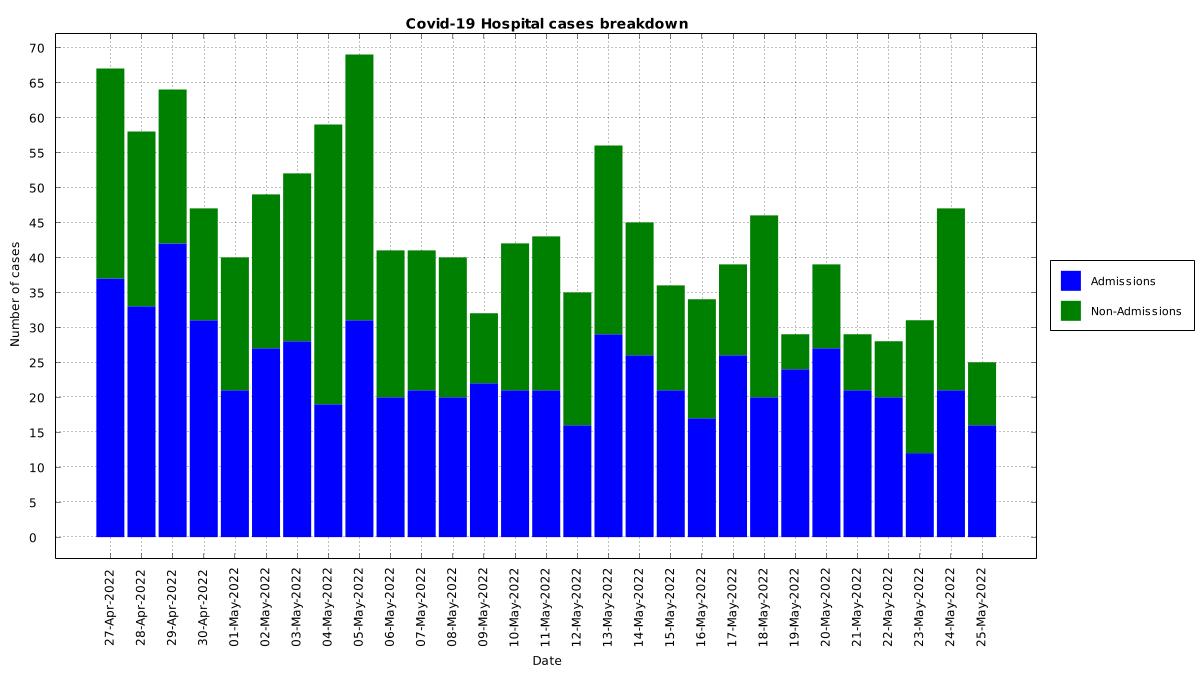 Covid-19 Hospital cases breakdown
70
65
60
55
50
45
40
35
30
25
20
15
10
5
0
Number of cases
27-Apr-2022
28-Apr-2022
29-Apr-2022
30-Apr-2022
01-May-2022
02-May-2022
03-May-2022
04-May-2022
05-May-2022
06-May-2022
07-May-2022
08-May-2022
09-May-2022
10-May-2022
11-May-2022
12-May-2022
13-May-2022
14-May-2022
15-May-2022
16-May-2022
17-May-2022
18-May-2022
19-May-2022
20-May-2022
21-May-2022
22-May-2022
23-May-2022
24-May-2022
25-May-2022
Date
Admissions
Non-Admissions